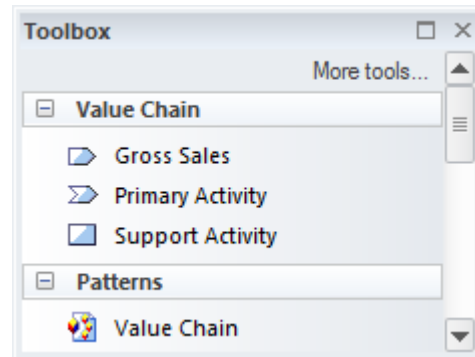 Toolbox
More tools...
Value Chain
Gross Sales
Primary Activity
Support Activity
Patterns
Value Chain